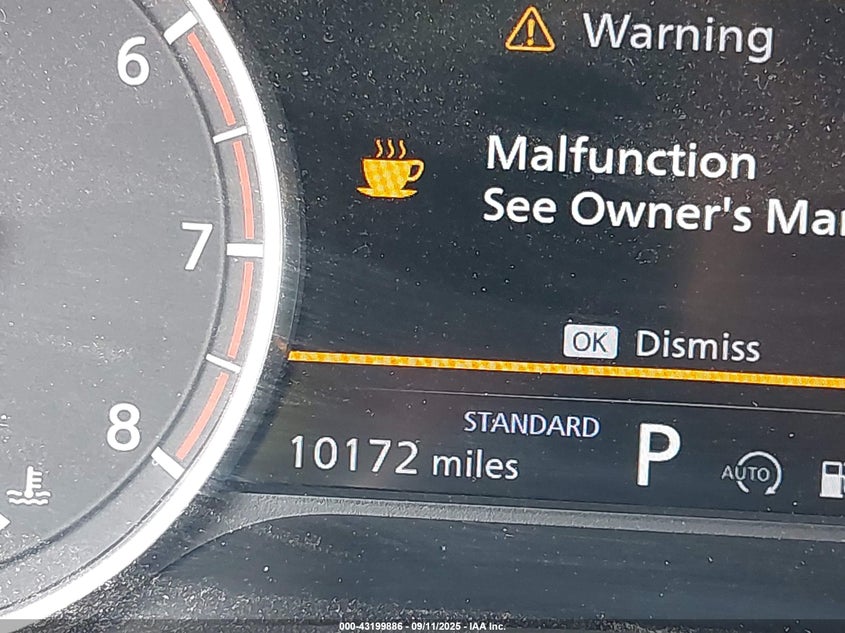 6
Warning
Malfunction
See Owner's
7
OK Dismiss
8
STANDARD
10172 miles
P
AUTO
000-43199886 - 09/11/2025 - IAA Inc.